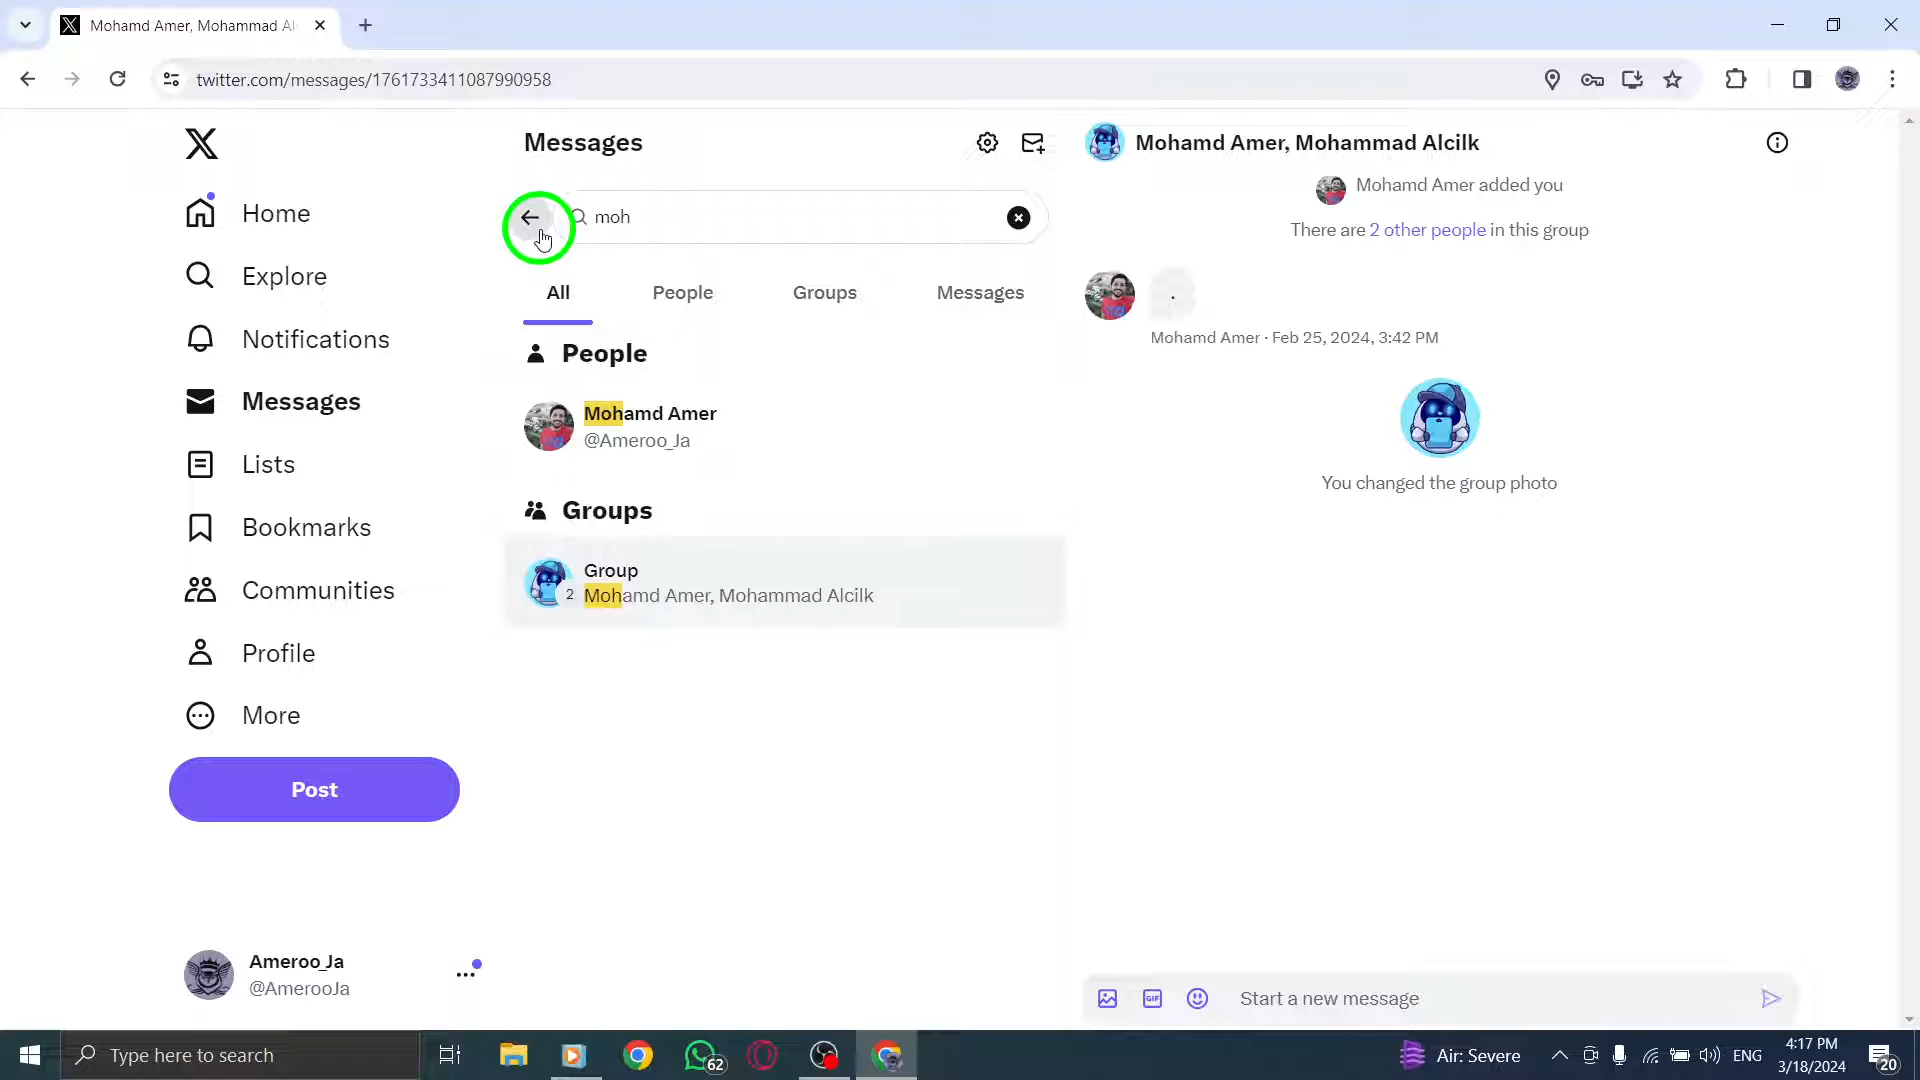 Mohamd Amer, Mohammad Al
twitter.com/messages/1761733411087990958
Home
Explore
Notifications
Messages
Lists
Bookmarks
Communities
Profile
More
Post
Ameroo_Ja
@AmerooJa
Messages
moh
All
People
Groups
Messages
People
Mohamd Amer
@Ameroo_Ja
Groups
Group
2
Mohamd Amer, Mohammad Alcilk
Mohamd Amer, Mohammad Alcilk
Mohamd Amer added you
There are 2 other people in this group
.
Mohamd Amer · Feb 25, 2024, 3:42 PM
You changed the group photo
GIF
Start a new message
Type here to search
62
Air: Severe
ENG
4:17 PM
3/18/2024
20